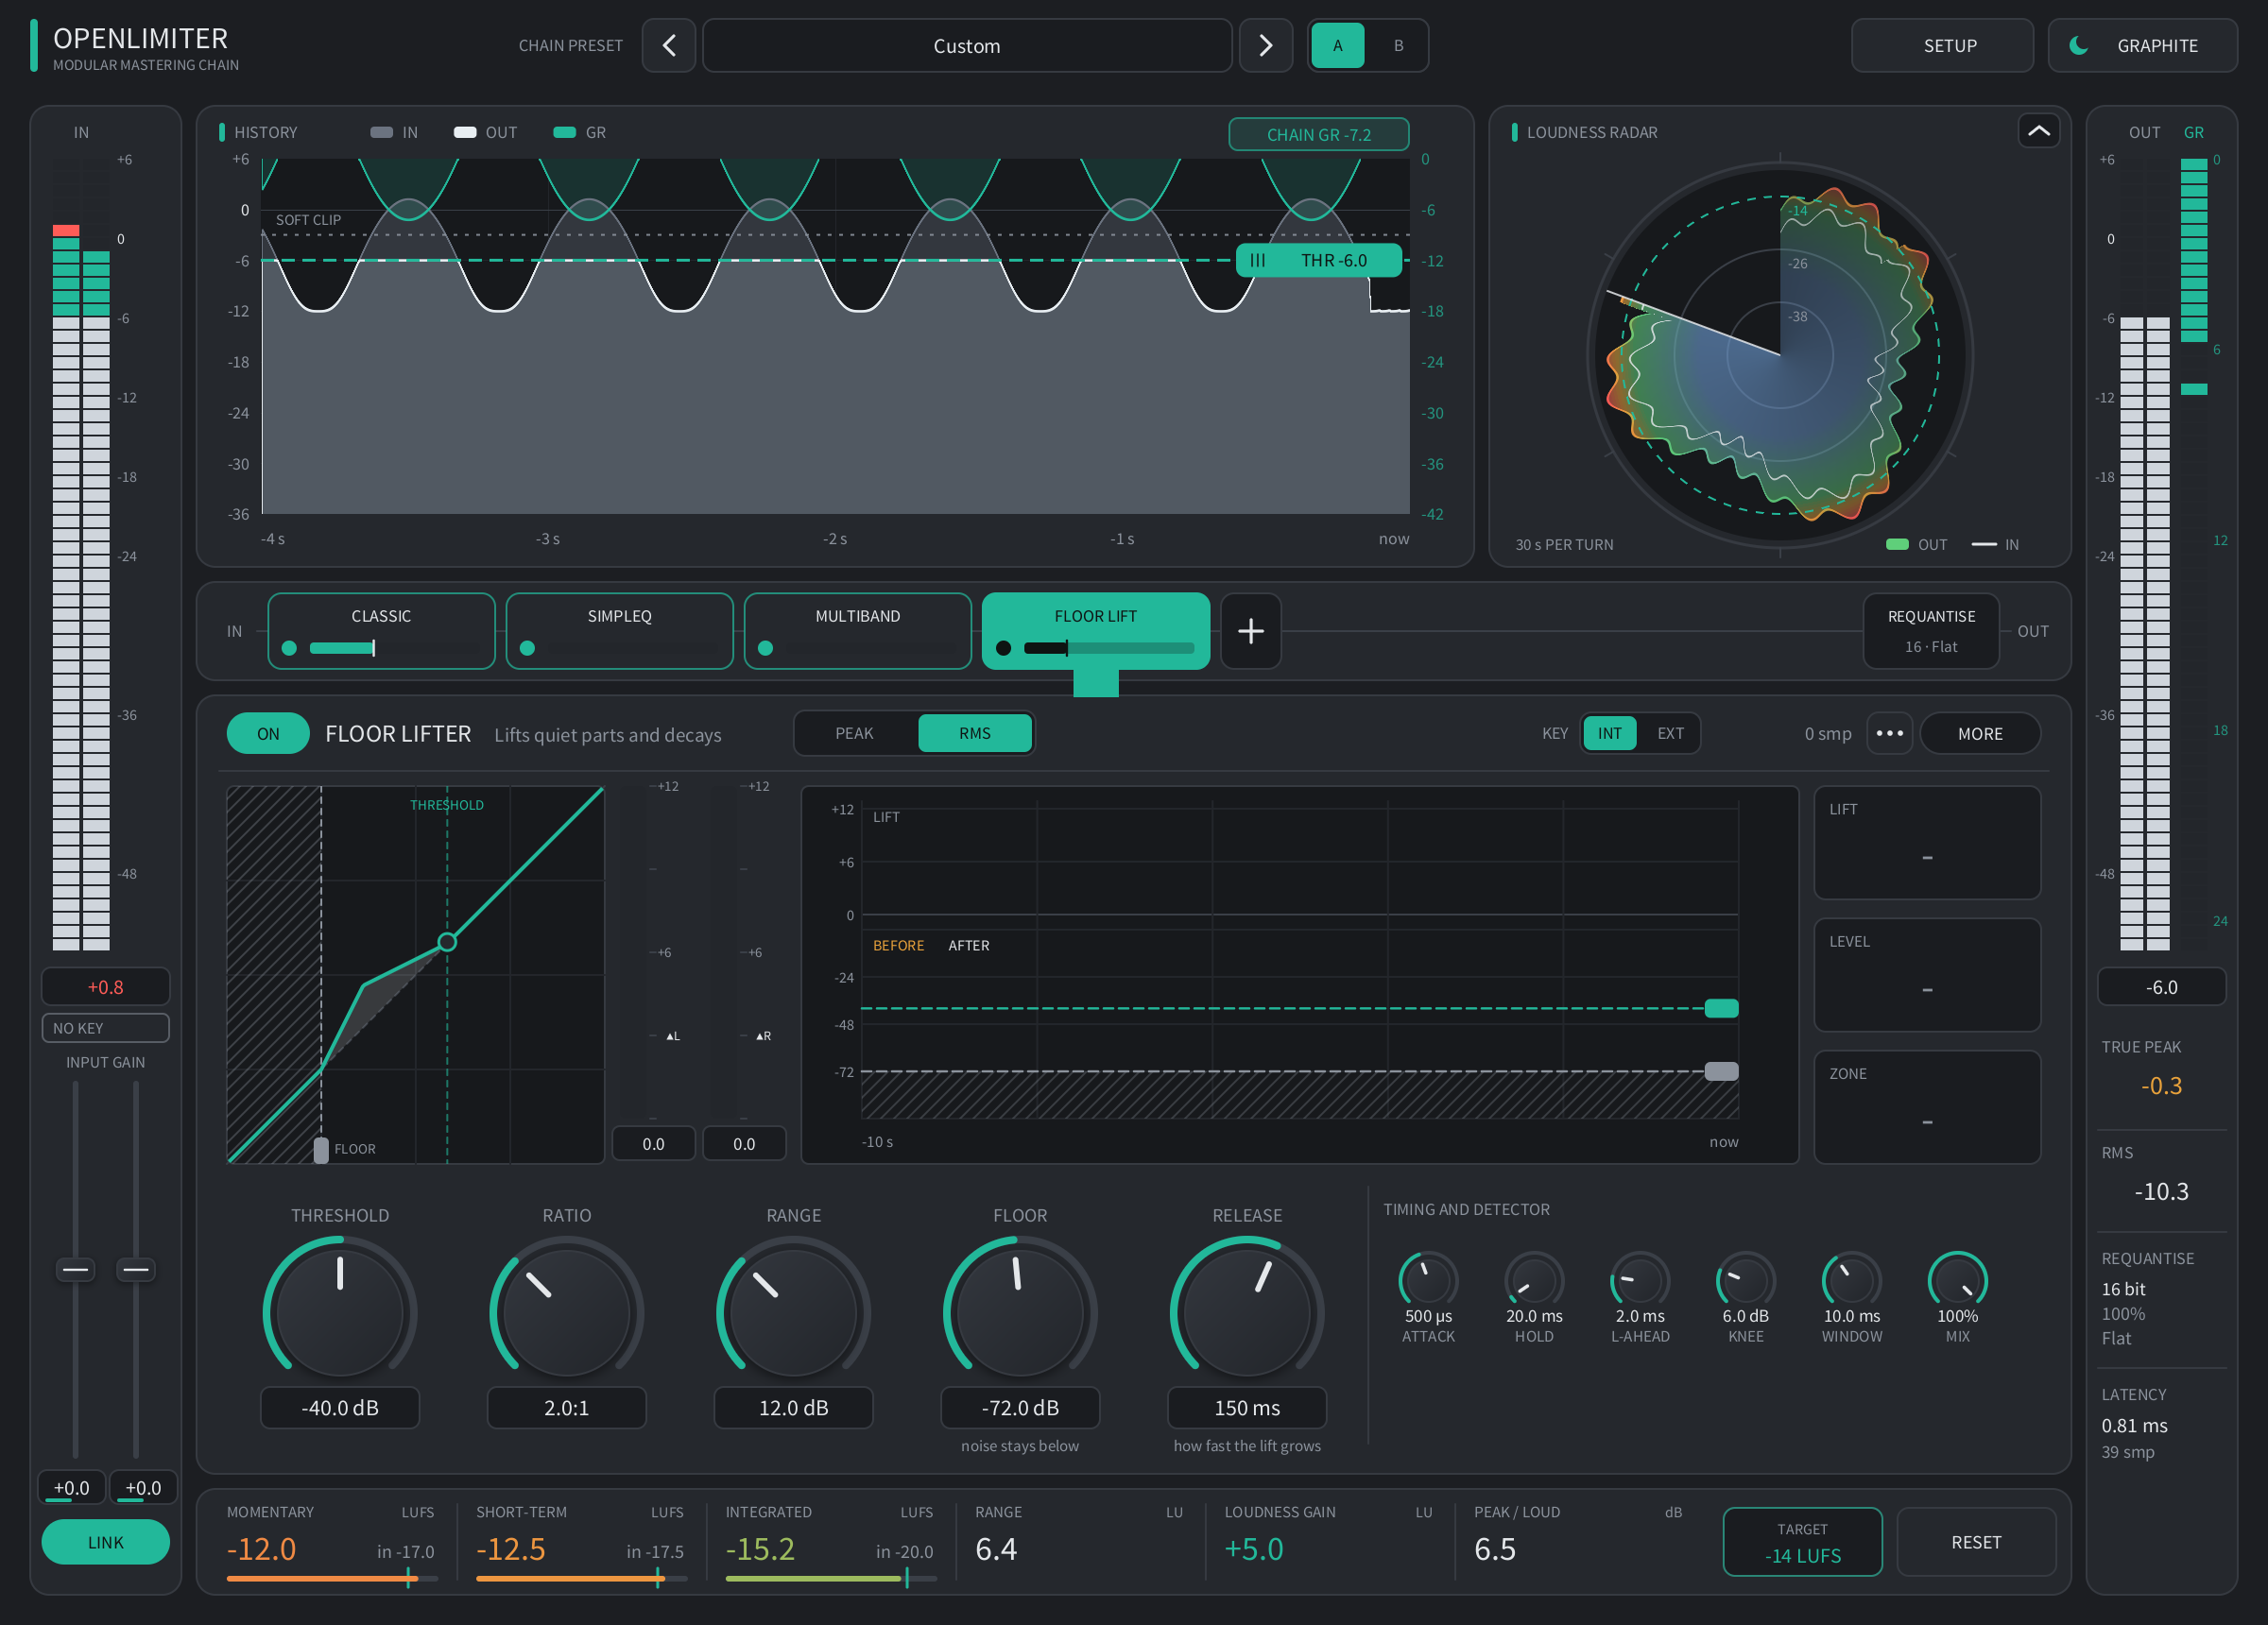 OPENLIMITER
MODULAR MASTERING CHAIN
CHAIN PRESET
Custom
A
B
SETUP
GRAPHITE
IN
+6
0
-6
-12
-18
-24
-36
-48
+0.8
NO KEY
INPUT GAIN
+0.0
+0.0
LINK
HISTORY
IN
OUT
GR
CHAIN GR -7.2
+6
0
-6
-12
-18
-24
-30
-36
SOFT CLIP
THR -6.0
0
-6
-12
-18
-24
-30
-36
-42
-4 s
-3 s
-2 s
-1 s
now
LOUDNESS RADAR
-14
-26
-38
30 s PER TURN
OUT
IN
IN
CLASSIC
SIMPLEQ
MULTIBAND
FLOOR LIFT
REQUANTISE
16 · Flat
OUT
ON
FLOOR LIFTER
Lifts quiet parts and decays
PEAK
RMS
KEY
INT
EXT
0 smp
MORE
THRESHOLD
FLOOR
+12
+6
▲L
0.0
+12
+6
▲R
0.0
+12
+6
0
-24
-48
-72
LIFT
BEFORE
AFTER
-10 s
now
LIFT
–
LEVEL
–
ZONE
–
THRESHOLD
-40.0 dB
RATIO
2.0:1
RANGE
12.0 dB
FLOOR
-72.0 dB
noise stays below
RELEASE
150 ms
how fast the lift grows
TIMING AND DETECTOR
500 µs
ATTACK
20.0 ms
HOLD
2.0 ms
L-AHEAD
6.0 dB
KNEE
10.0 ms
WINDOW
100%
MIX
MOMENTARY
LUFS
-12.0
in -17.0
SHORT-TERM
LUFS
-12.5
in -17.5
INTEGRATED
LUFS
-15.2
in -20.0
RANGE
LU
6.4
LOUDNESS GAIN
LU
+5.0
PEAK / LOUD
dB
6.5
TARGET
-14 LUFS
RESET
OUT
GR
+6
0
-6
-12
-18
-24
-36
-48
0
6
12
18
24
-6.0
TRUE PEAK
-0.3
RMS
-10.3
REQUANTISE
16 bit
100%
Flat
LATENCY
0.81 ms
39 smp